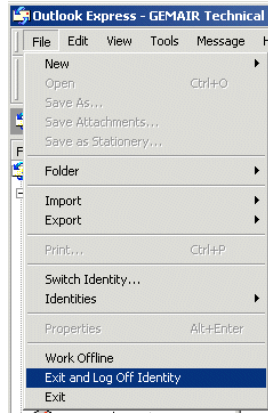 Outlook Express - GEMAIR Technical
File Edit View Tools Message
New
Open Ctrl+O
Save As...
Save Attachments...
Save as Stationery...
Folder
Import
Export
Print... Ctrl+P
Switch Identity...
Identities
Properties Alt+Enter
Work Offline
Exit and Log Off Identity
Exit